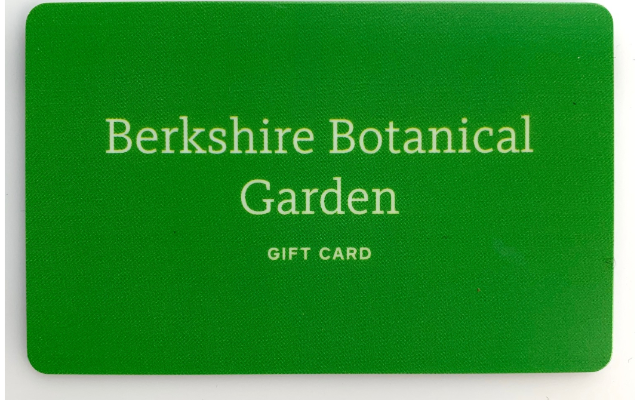 Berkshire Botanical
Garden
GIFT CARD